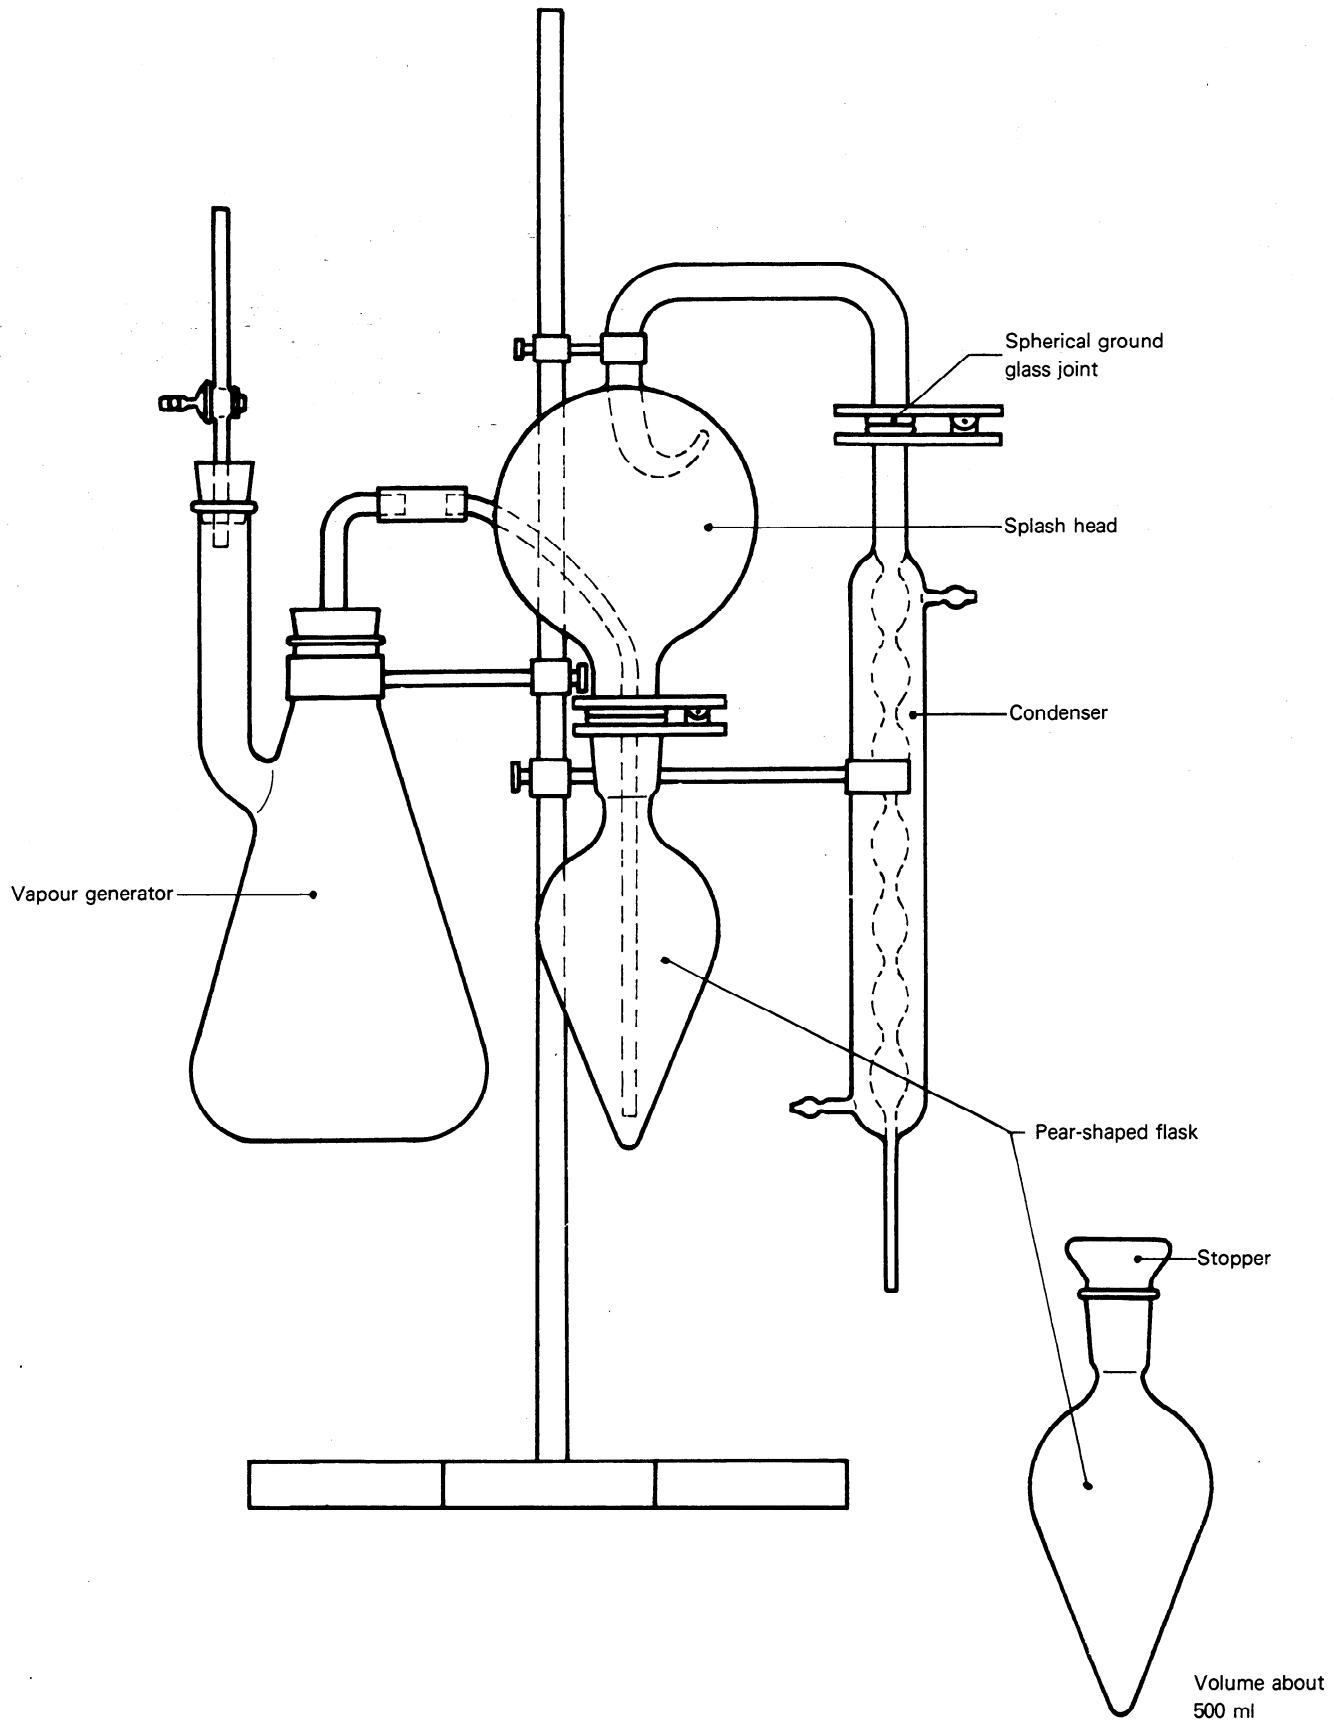 Spherical ground
glass joint
Splash head
Condenser
Vapour generator
Pear-shaped flask
Stopper
Volume about
500 ml